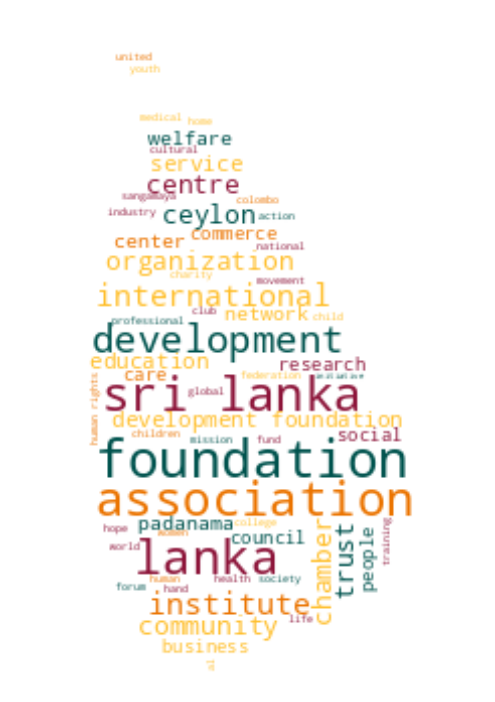 united
youth
medical home
welfare
cultural
service
centre
sangamaya colombo
industry ceylon action
commerce
center national
organization
charity
movement
international
club network child
professional
development
education research
care federation initiative
human rights
sri lanka global
development foundation
children mission fund social
foundation
association
padanama college
hope women council
chamber trust people training
world lanka
human health society
forum hand
institute
life
community
business